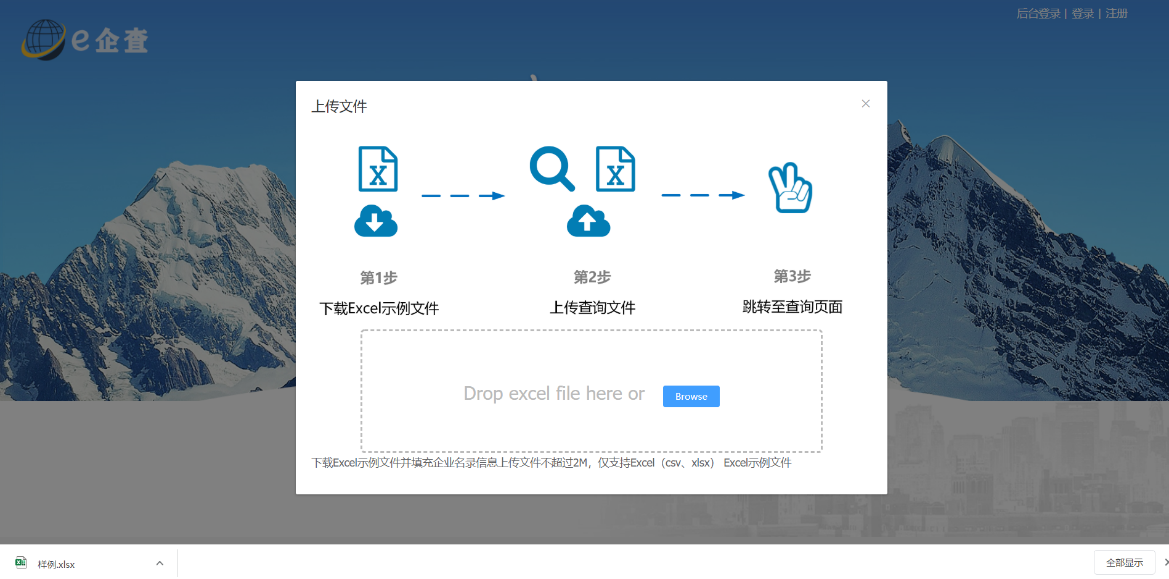 后台登录 | 登录 | 注册
e企查
上传文件
第1步
第2步
第3步
下载Excel示例文件
上传查询文件
跳转至查询页面
Drop excel file here or
Browse
下载Excel示例文件并填充企业名录信息上传文件不超过2M，仅支持Excel（csv、xlsx） Excel示例文件
样例.xlsx
全部显示